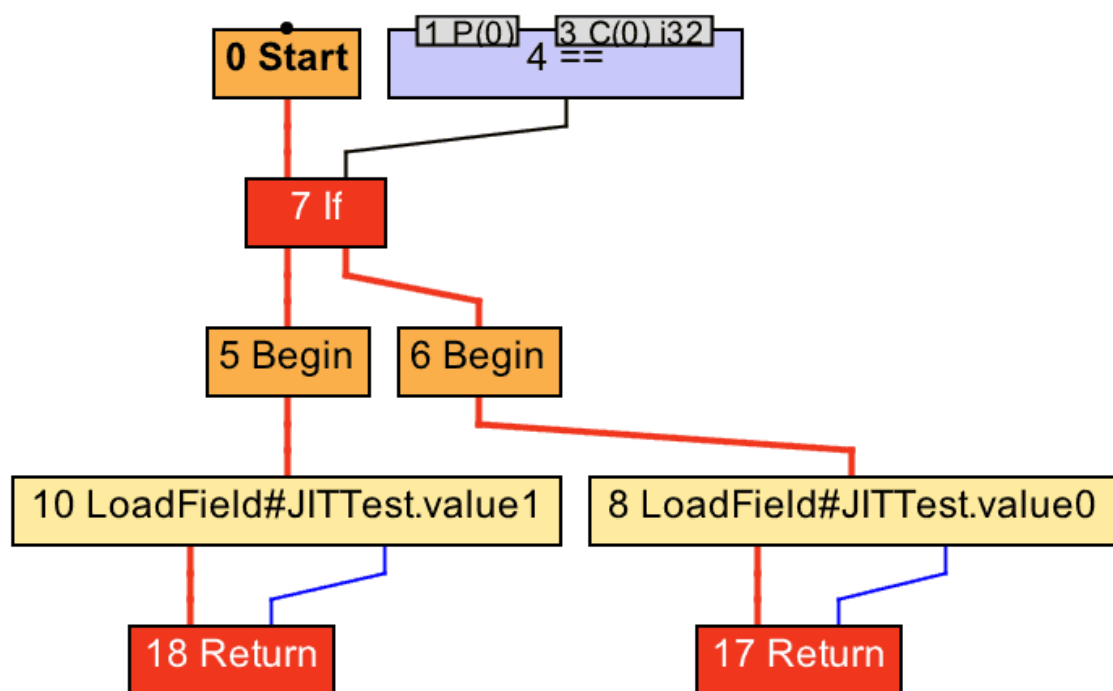 1 P(0) 3 C(0) i32
0 Start 4 ==
7 If
5 Begin 6 Begin
10 LoadField#JITTest.value1 8 LoadField#JITTest.value0
18 Return 17 Return